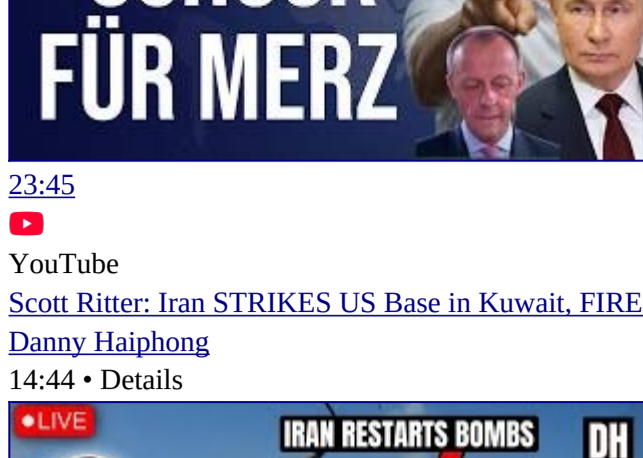 FÜR MERZ
23:45
YouTube
Scott Ritter: Iran STRIKES US Base in Kuwait, FIRE
Danny Haiphong
14:44 • Details
LIVE
IRAN RESTARTS BOMBS
DH